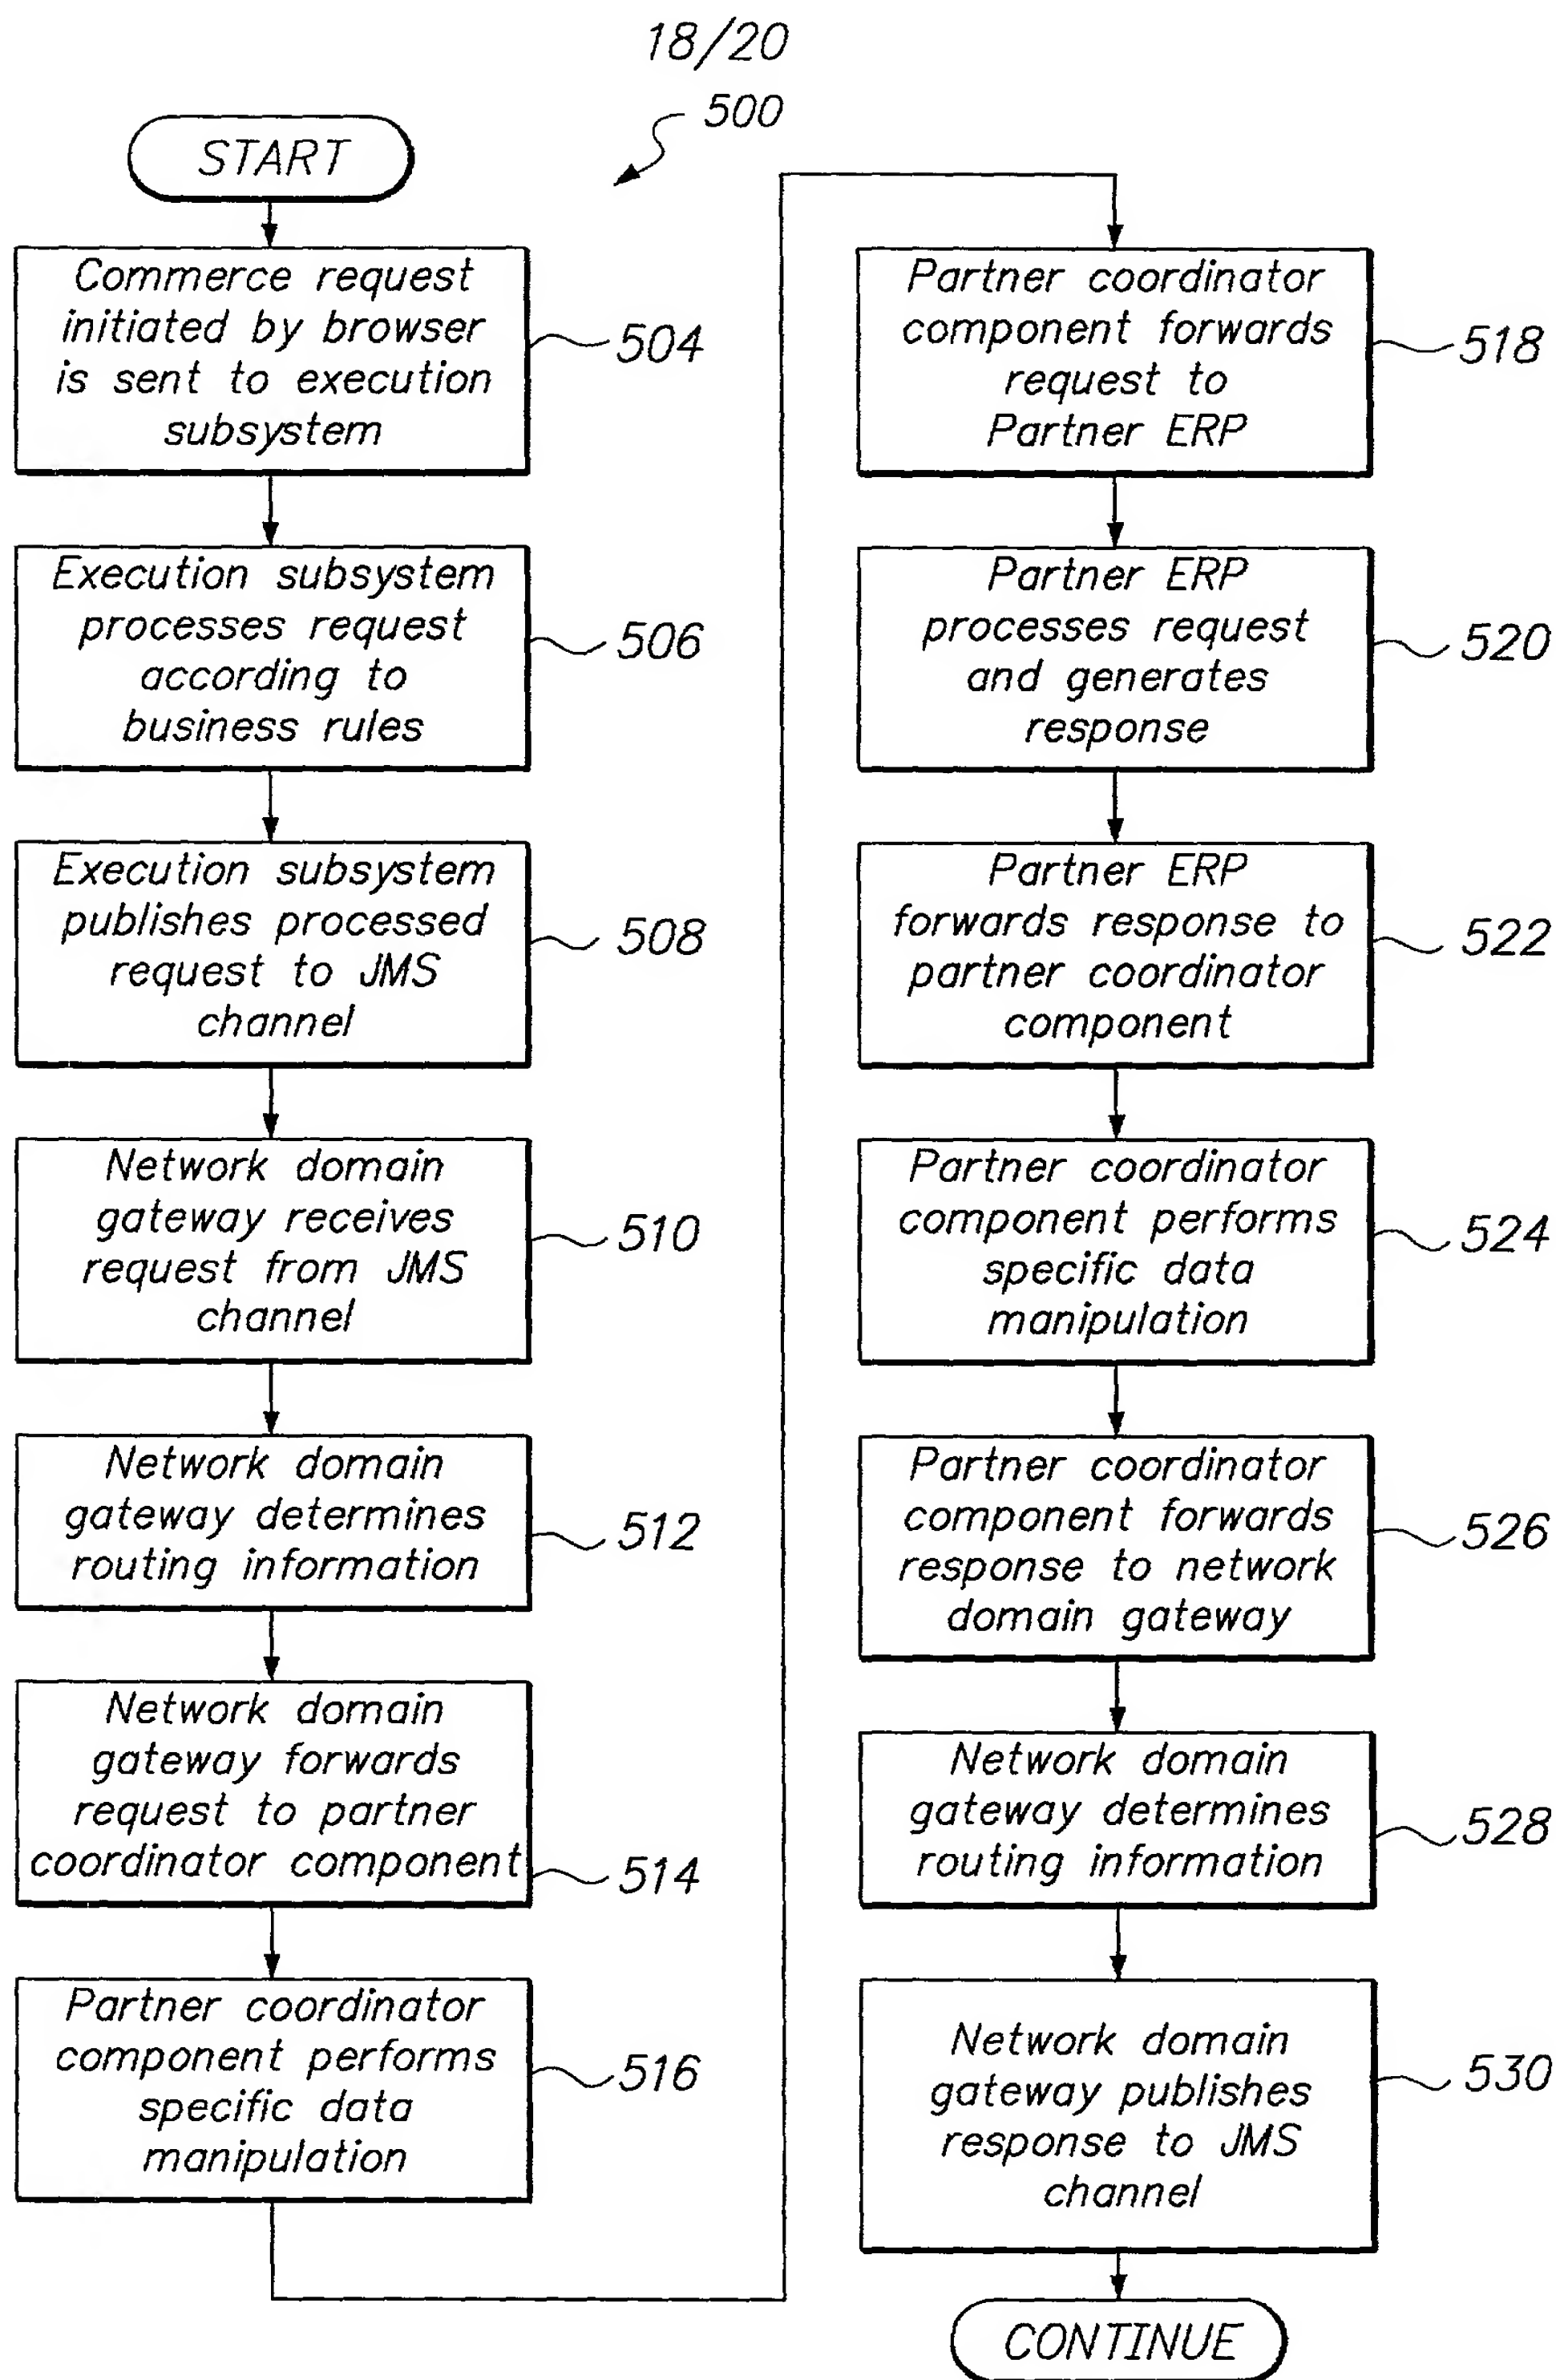 18/20
500
START
Commerce request
initiated by browser
is sent to execution
subsystem
504
Execution subsystem
processes request
according to
business rules
506
Execution subsystem
publishes processed
request to JMS
channel
508
Network domain
gateway receives
request from JMS
channel
510
Network domain
gateway determines
routing information
512
Network domain
gateway forwards
request to partner
coordinator component
514
Partner coordinator
component performs
specific data
manipulation
516
Partner coordinator
component forwards
request to
Partner ERP
518
Partner ERP
processes request
and generates
response
520
Partner ERP
forwards response to
partner coordinator
component
522
Partner coordinator
component performs
specific data
manipulation
524
Partner coordinator
component forwards
response to network
domain gateway
526
Network domain
gateway determines
routing information
528
Network domain
gateway publishes
response to JMS
channel
530
CONTINUE